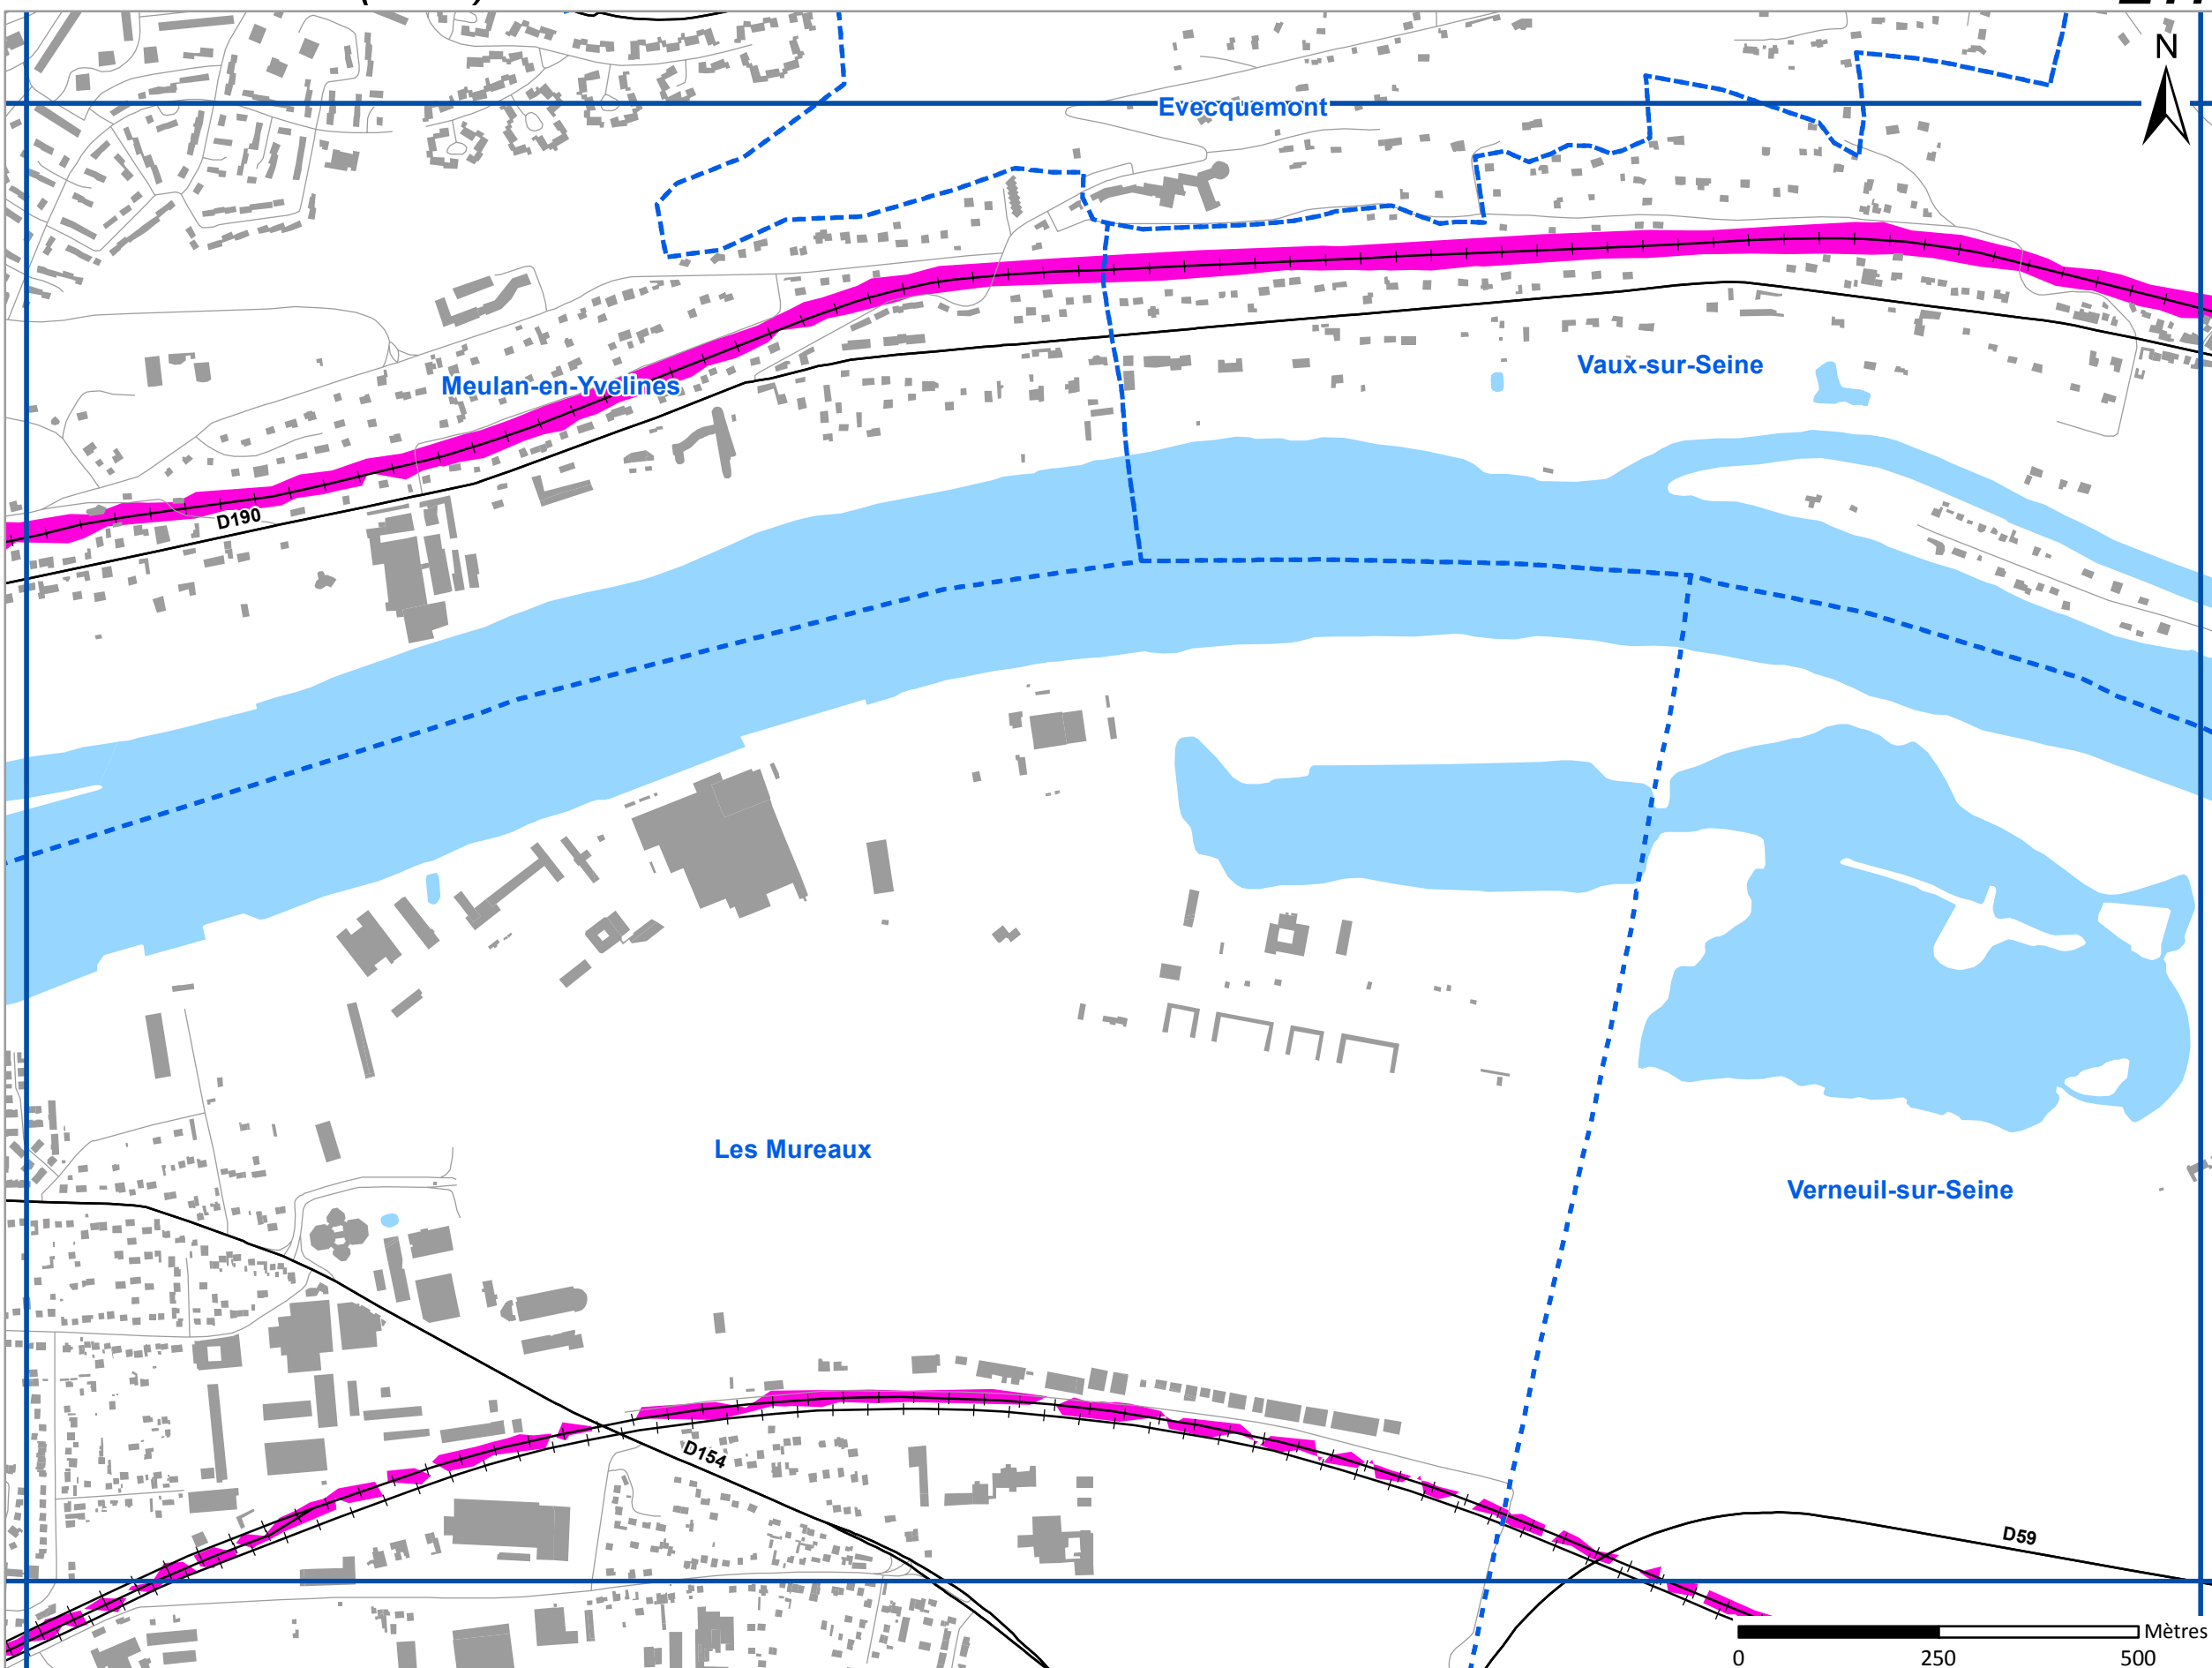 N
Evecquemont
Vaux-sur-Seine
Meulan-en-Yvelines
D190
Les Mureaux
Verneuil-sur-Seine
D154
D59
Mètres
0 250 500